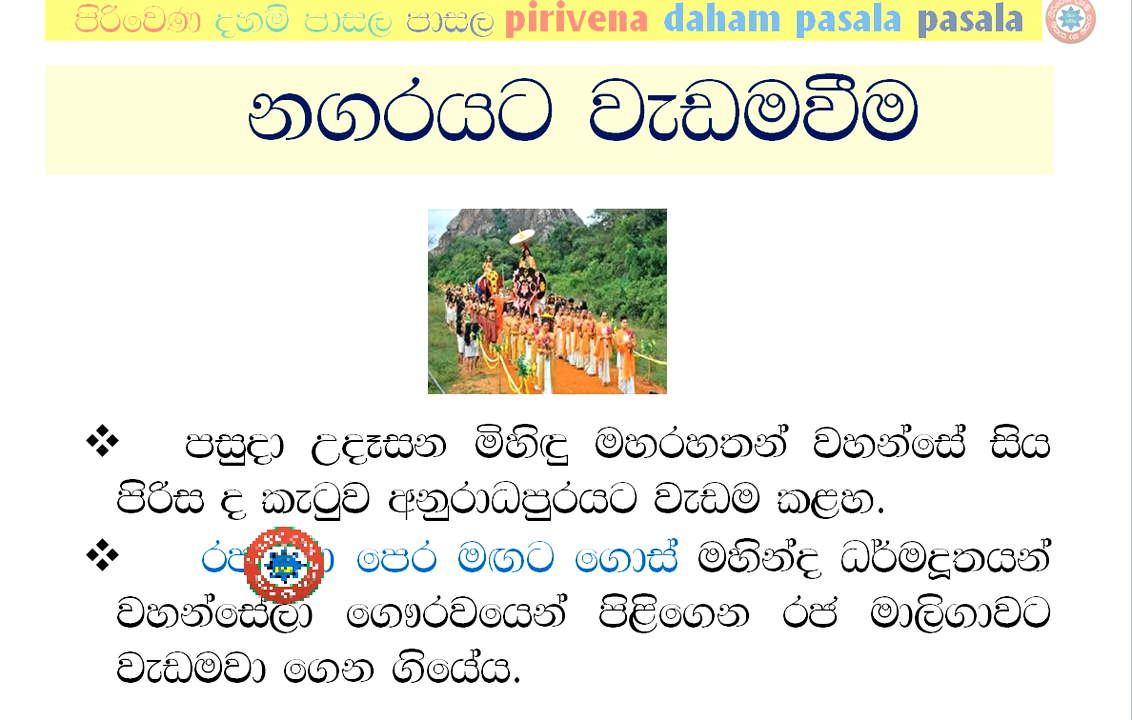 පිරිවෙණ දහම් පාසල පාසල pirivena daham pasala pasala
නගරයට වැඩමවීම
❖ පසුදා උදෑසන මිහිඳු මහරහතන් වහන්සේ සිය
පිරිස ද කැටුව අනුරාධපුරයට වැඩම කළහ.
❖ පෙර මඟට ගොස් මහින්ද ධර්මදූතයන්
වහන්සේලා ගෞරවයෙන් පිළිගෙන රජ මාලිගාවට
වැඩමවා ගෙන ගියේය.